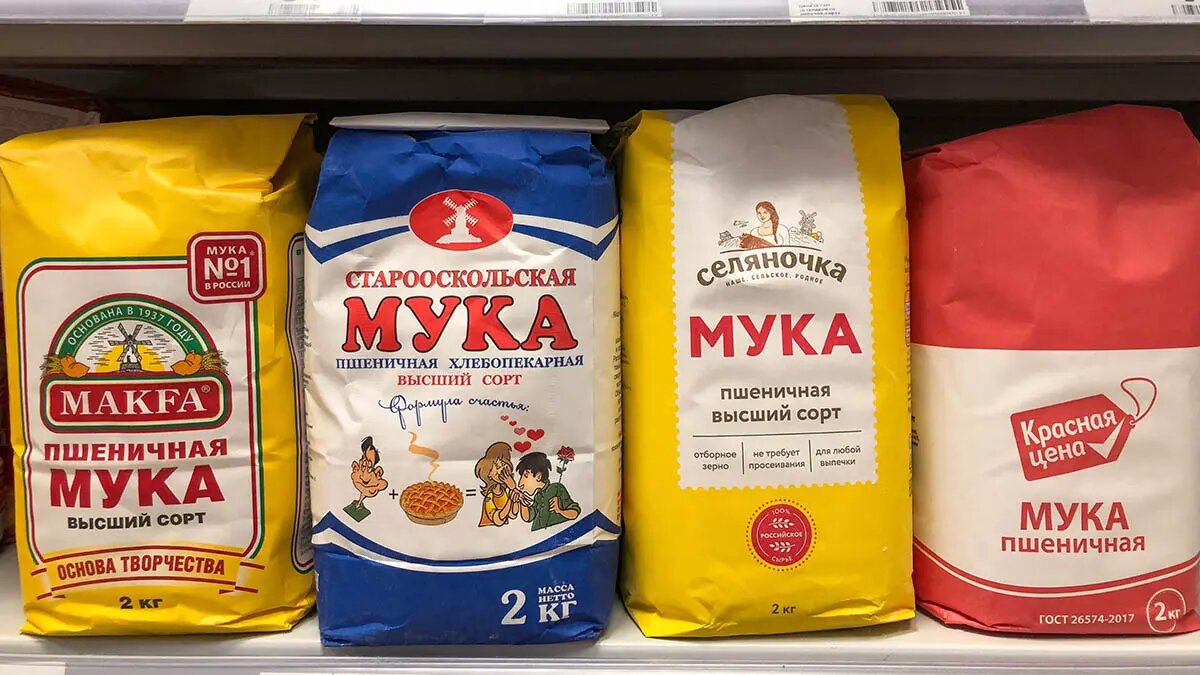 МУКА
№1
В РОССИИ
ОСНОВАНА В 1937 ГОДУ
MAKFA®
ПШЕНИЧНАЯ
МУКА
ВЫСШИЙ СОРТ
ОСНОВА ТВОРЧЕСТВА
2 кг
СТАРООСКОЛЬСКАЯ
МУКА
ПШЕНИЧНАЯ ХЛЕБОПЕКАРНАЯ
ВЫСШИЙ СОРТ
Формула счастья:
+ =
МАССА
НЕТТО
2 КГ
селяночка
НАШЕ. СЕЛЬСКОЕ. РОДНОЕ
МУКА
пшеничная
высший сорт
отборное
зерно
не требует
просеивания
для любой
выпечки
100%
РОССИЙСКОЕ
СЫРЬЕ
2 кг
Красная
цена
МУКА
пшеничная
ГОСТ 26574-2017
2кг